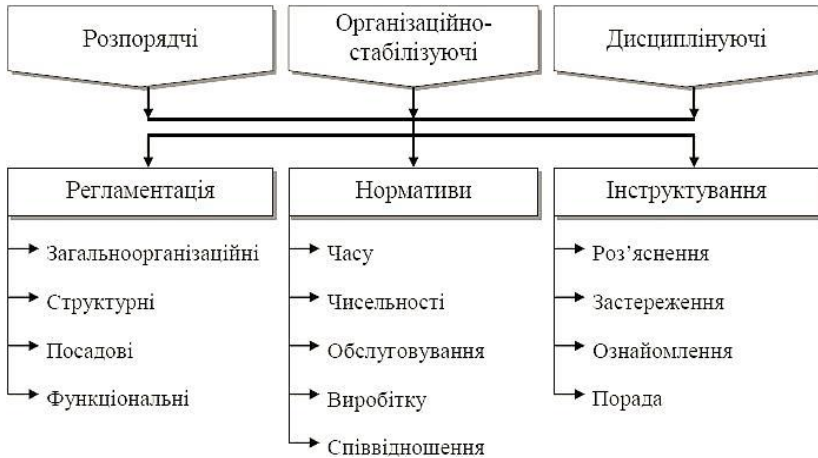 Розпорядчі
Організаційно-
стабілізуючі
Дисциплінуючі
Регламентація
Загальноорганізаційні
Структурні
Посадові
Функціональні
Нормативи
Часу
Чисельності
Обслуговування
Виробітку
Співвідношення
Інструктування
Роз’яснення
Застереження
Ознайомлення
Порада